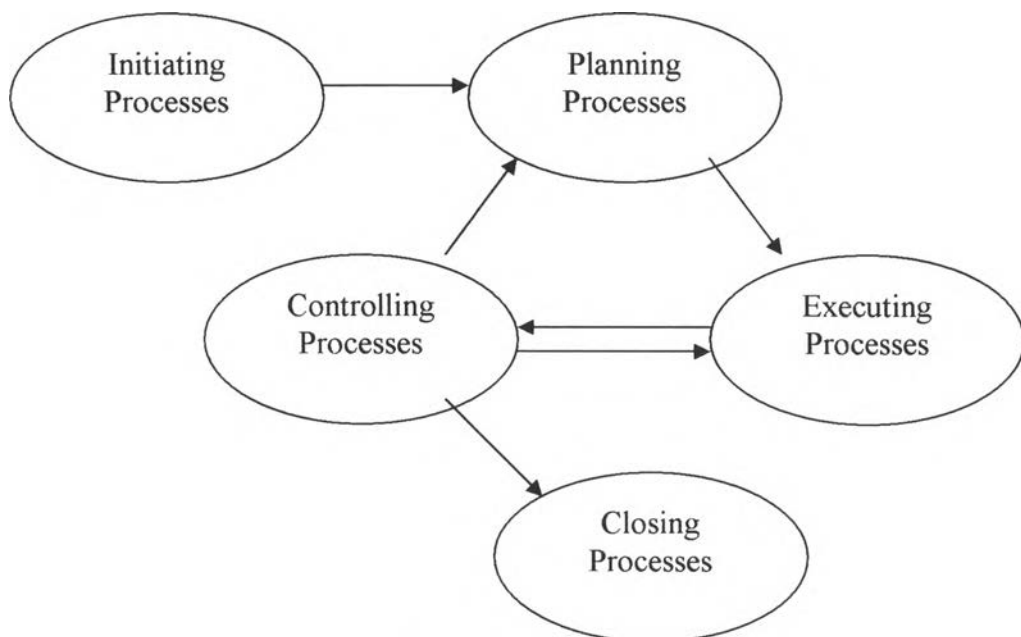 Initiating
Processes
Planning
Processes
Controlling
Processes
Executing
Processes
Closing
Processes